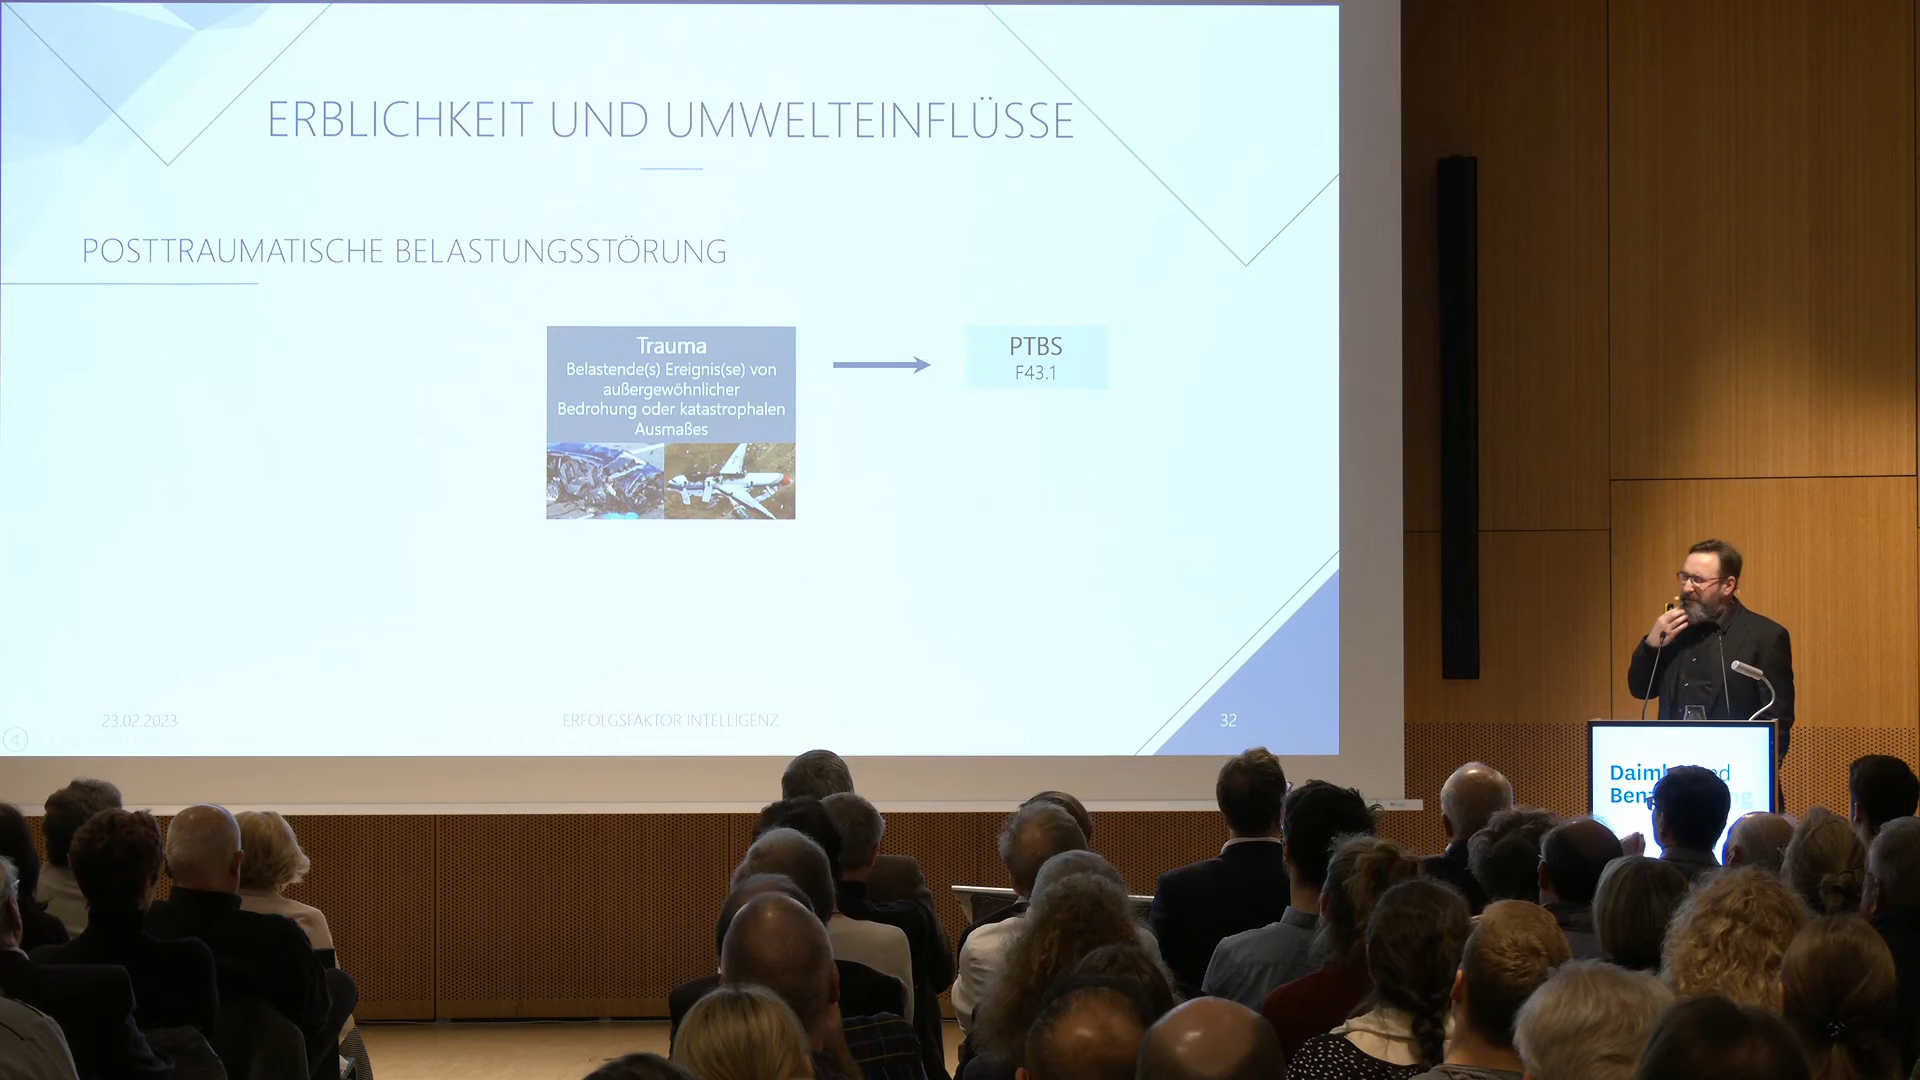 ERBLICHKEIT UND UMWELTEINFLÜSSE
POSTTRAUMATISCHE BELASTUNGSSTÖRUNG
Trauma
Belastende(s) Ereignis(se) von
außergewöhnlicher
Bedrohung oder katastrophalen
Ausmaßes
PTBS
F43.1
23.02.2023
ERFOLGSFAKTOR INTELLIGENZ
32